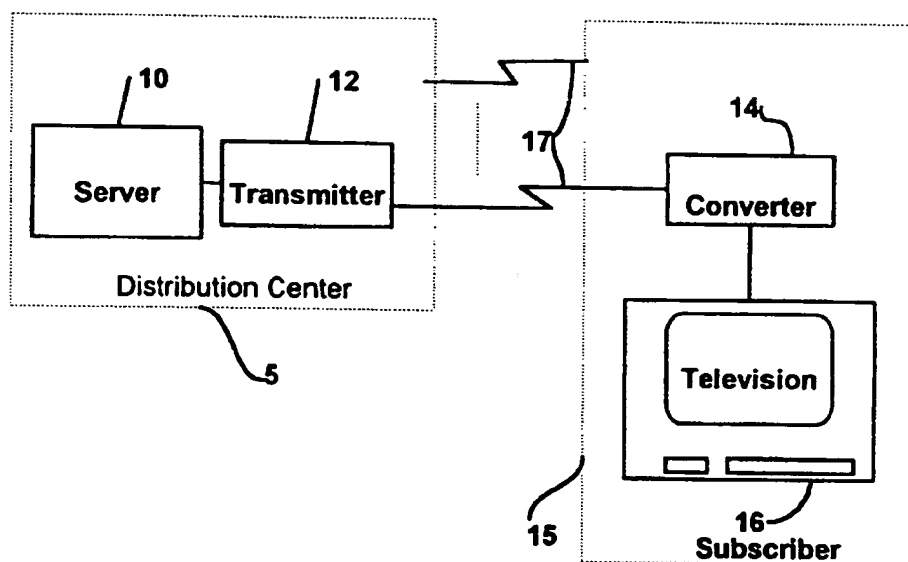 10
12
Server
Transmitter
Distribution Center
5
17
14
Converter
Television
15
16
Subscriber